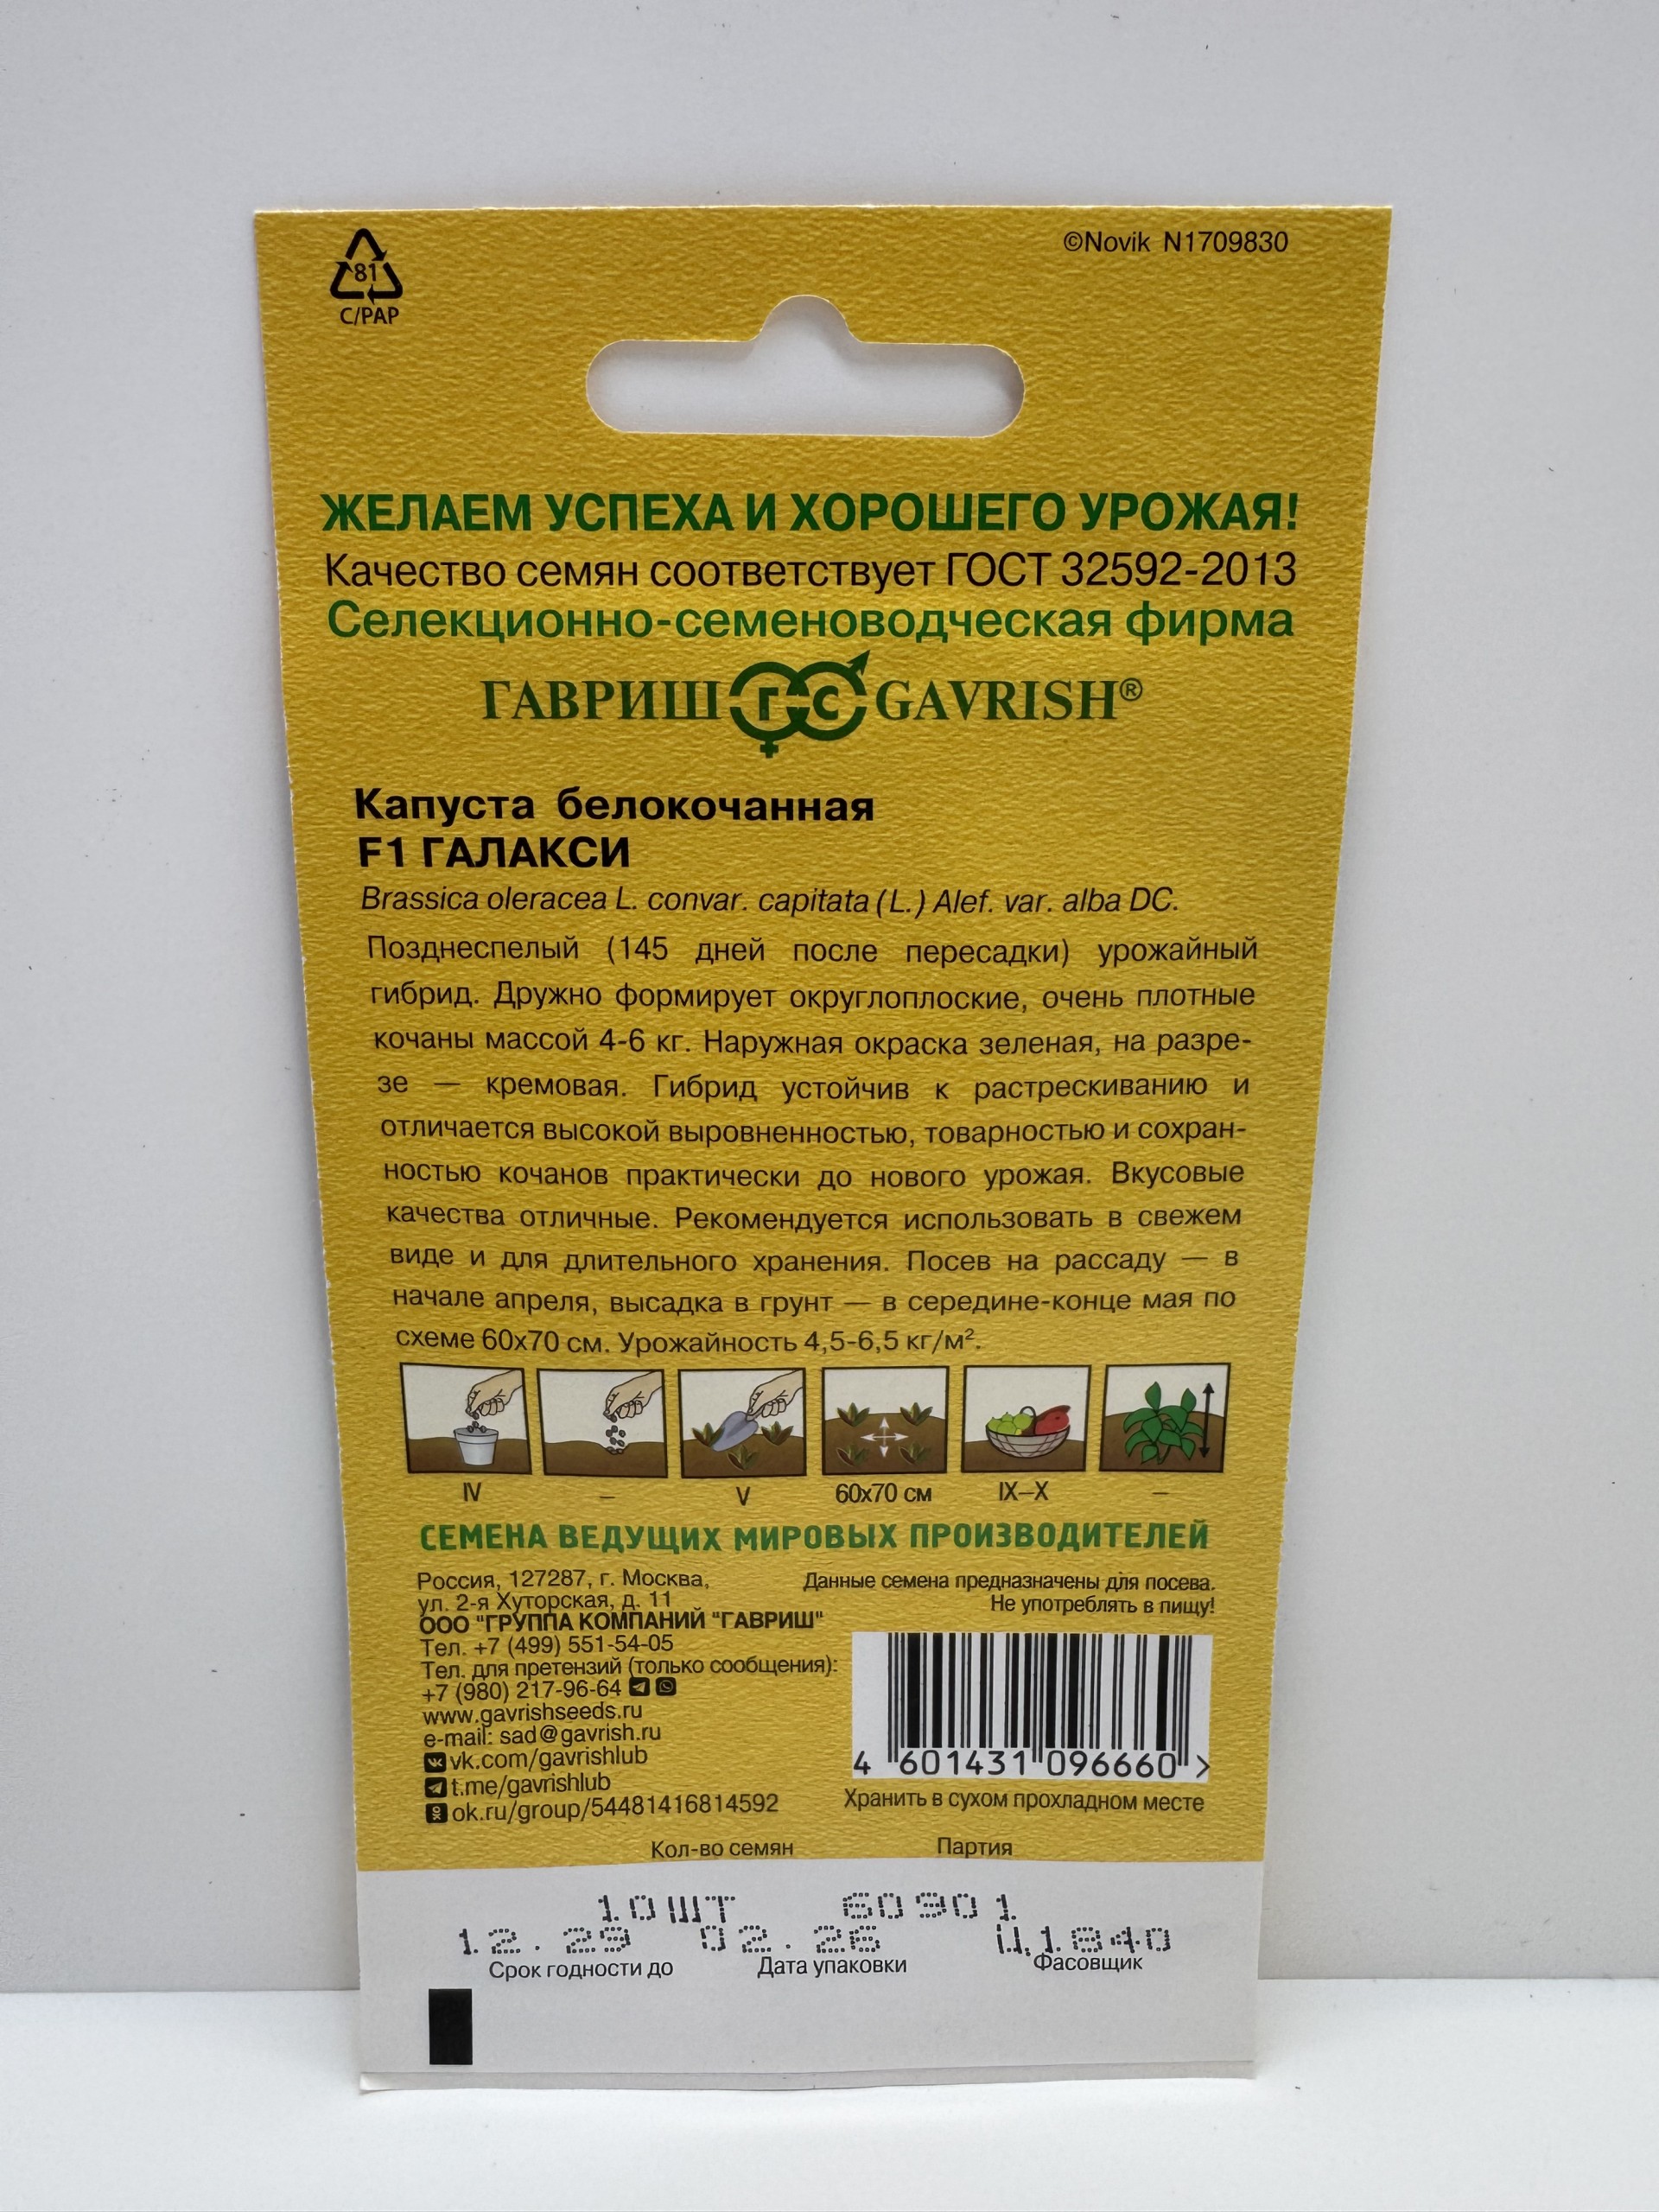 ©Novik N1709830
81
C/PAP
ЖЕЛАЕМ УСПЕХА И ХОРОШЕГО УРОЖАЯ!
Качество семян соответствует ГОСТ 32592-2013
Селекционно-семеноводческая фирма
ГАВРИШ ГС GAVRISH®
Капуста белокочанная
F1 ГАЛАКСИ
Brassica oleracea L. convar. capitata (L.) Alef. var. alba DC.
Позднеспелый (145 дней после пересадки) урожайный
гибрид. Дружно формирует округлоплоские, очень плотные
кочаны массой 4-6 кг. Наружная окраска зеленая, на разре-
зе — кремовая. Гибрид устойчив к растрескиванию и
отличается высокой выровненностью, товарностью и сохран-
ностью кочанов практически до нового урожая. Вкусовые
качества отличные. Рекомендуется использовать в свежем
виде и для длительного хранения. Посев на рассаду — в
начале апреля, высадка в грунт — в середине-конце мая по
схеме 60х70 см. Урожайность 4,5-6,5 кг/м².
IV – V 60х70 см IX–X –
СЕМЕНА ВЕДУЩИХ МИРОВЫХ ПРОИЗВОДИТЕЛЕЙ
Россия, 127287, г. Москва,
ул. 2-я Хуторская, д. 11
ООО "ГРУППА КОМПАНИЙ "ГАВРИШ"
Тел. +7 (499) 551-54-05
Тел. для претензий (только сообщения):
+7 (980) 217-96-64
www.gavrishseeds.ru
e-mail: sad@gavrish.ru
vk.com/gavrishlub
t.me/gavrishlub
ok.ru/group/54481416814592
Данные семена предназначены для посева.
Не употреблять в пищу!
4 601431 096660 >
Хранить в сухом прохладном месте
Кол-во семян Партия
10ШТ 60901
12.29 02.26 Ц1840
Срок годности до Дата упаковки Фасовщик